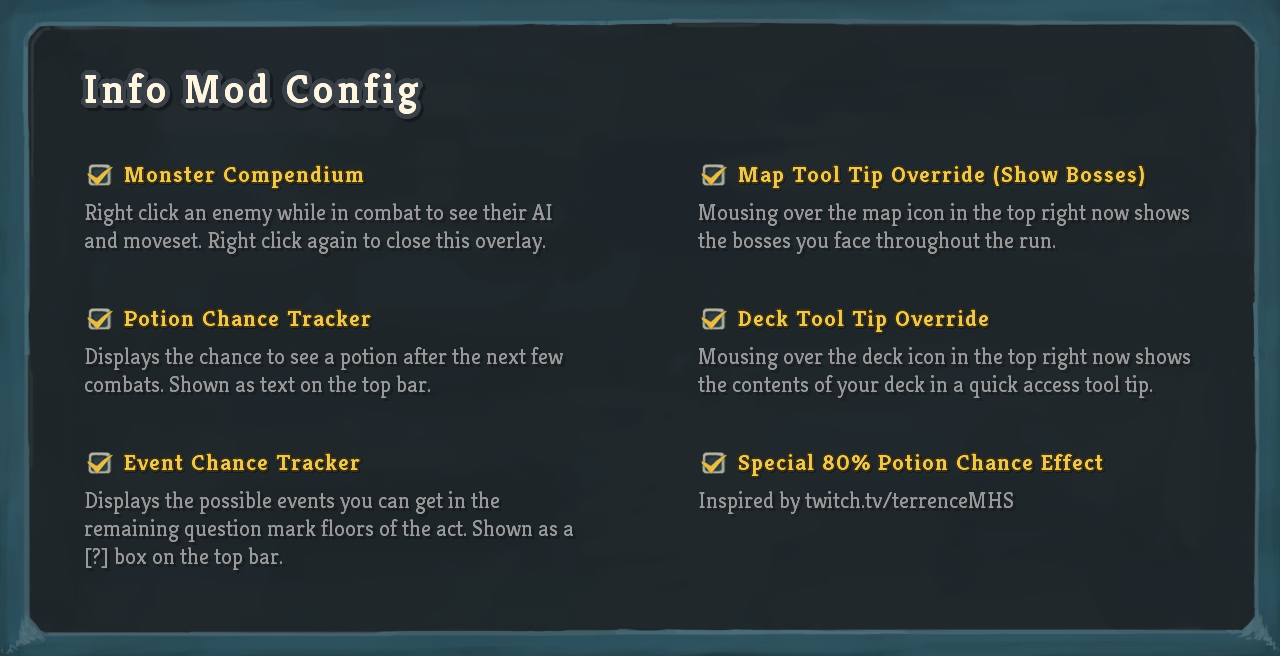 Info Mod Config
Monster Compendium
Right click an enemy while in combat to see their AI
and moveset. Right click again to close this overlay.
Potion Chance Tracker
Displays the chance to see a potion after the next few
combats. Shown as text on the top bar.
Event Chance Tracker
Displays the possible events you can get in the
remaining question mark floors of the act. Shown as a
[?] box on the top bar.
Map Tool Tip Override (Show Bosses)
Mousing over the map icon in the top right now shows
the bosses you face throughout the run.
Deck Tool Tip Override
Mousing over the deck icon in the top right now shows
the contents of your deck in a quick access tool tip.
Special 80% Potion Chance Effect
Inspired by twitch.tv/terrenceMHS